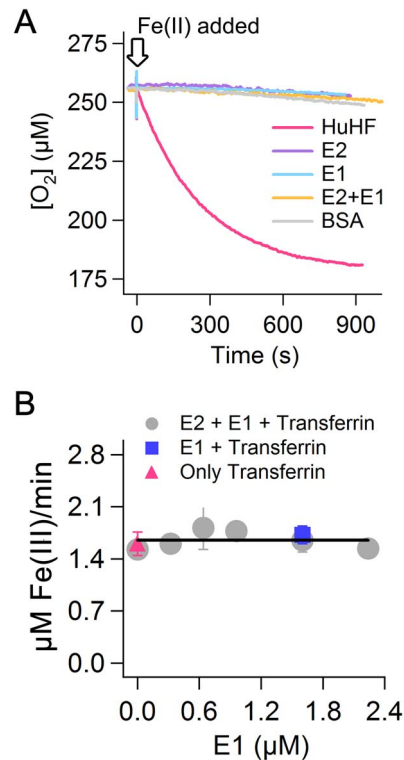 A
Fe(II) added
275
250
225
200
175
[O₂] (µM)
HuHF
E2
E1
E2+E1
BSA
0 300 600 900
Time (s)
B
E2 + E1 + Transferrin
E1 + Transferrin
Only Transferrin
2.8
2.1
1.4
0.7
0.0
µM Fe(III)/min
0.0 0.6 1.2 1.8 2.4
E1 (µM)